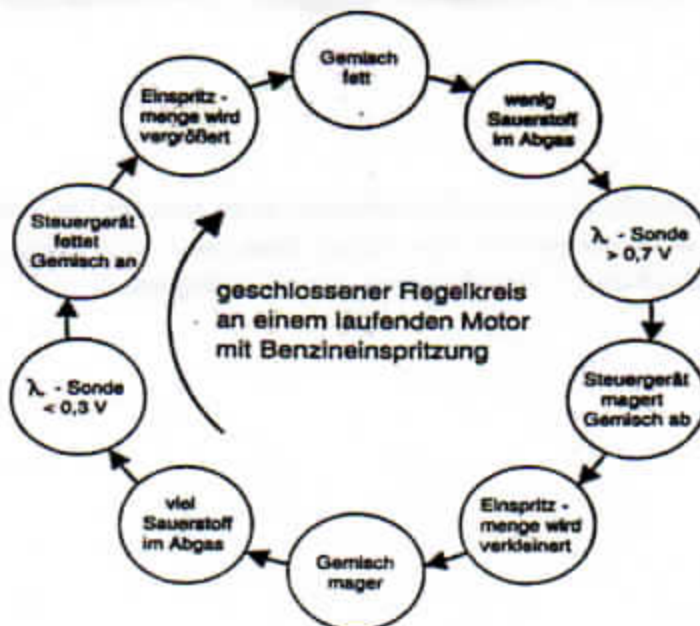 Gemisch
fett
wenig
Sauerstoff
im Abgas
λ - Sonde
> 0,7 V
Steuergerät
magert
Gemisch ab
Einspritz -
menge wird
verkleinert
Gemisch
mager
viel
Sauerstoff
im Abgas
λ - Sonde
< 0,3 V
Steuergerät
fettet
Gemisch an
Einspritz -
menge wird
vergrößert
geschlossener Regelkreis
an einem laufenden Motor
mit Benzineinspritzung